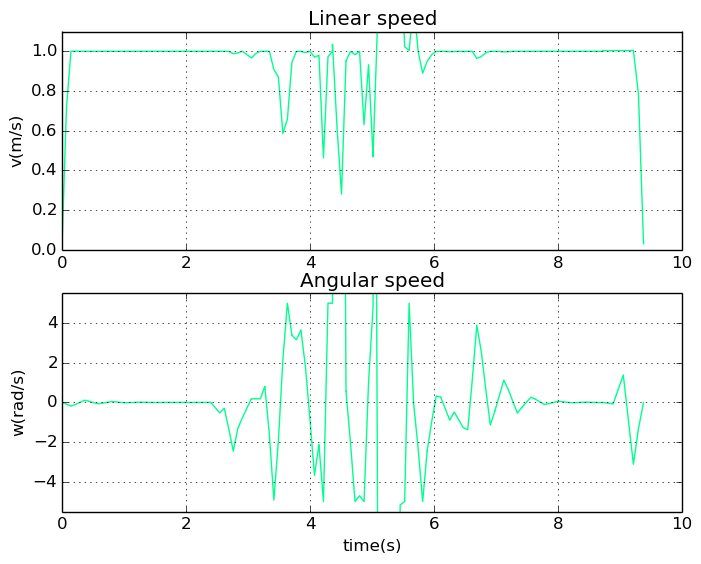 Linear speed
1.0
0.8
0.6
0.4
0.2
0.0
v(m/s)
0 2 4 6 8 10
Angular speed
4
2
0
−2
−4
w(rad/s)
0 2 4 6 8 10
time(s)